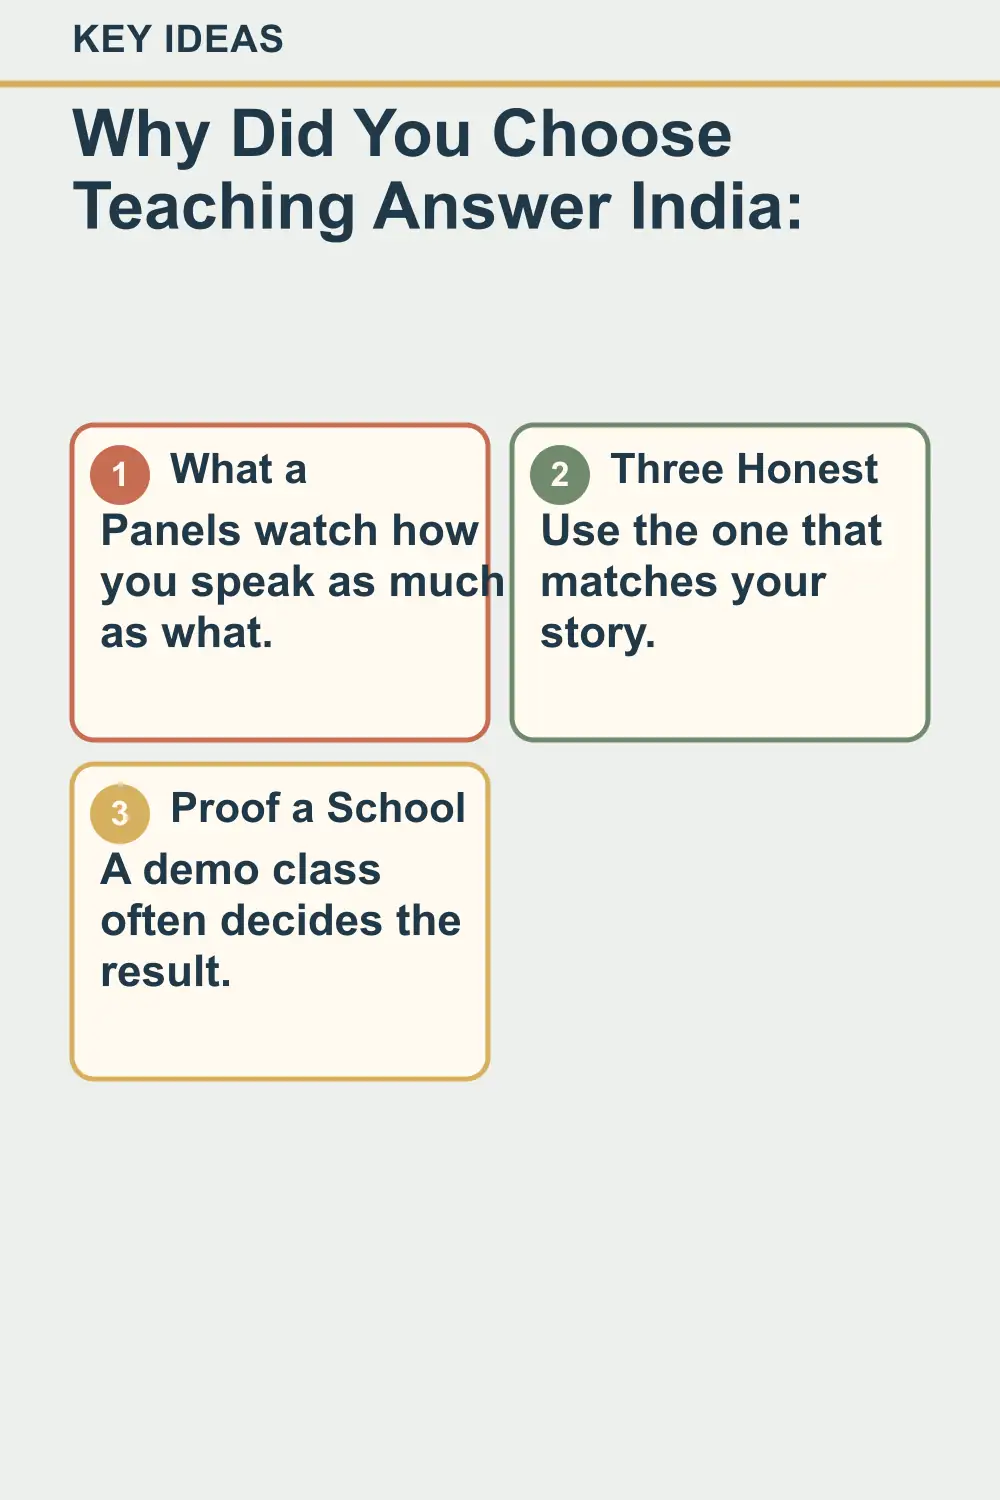 KEY IDEAS
Why Did You Choose
Teaching Answer India:
1 What a
Panels watch how
you speak as much
as what.
2 Three Honest
Use the one that
matches your
story.
3 Proof a School
A demo class
often decides the
result.